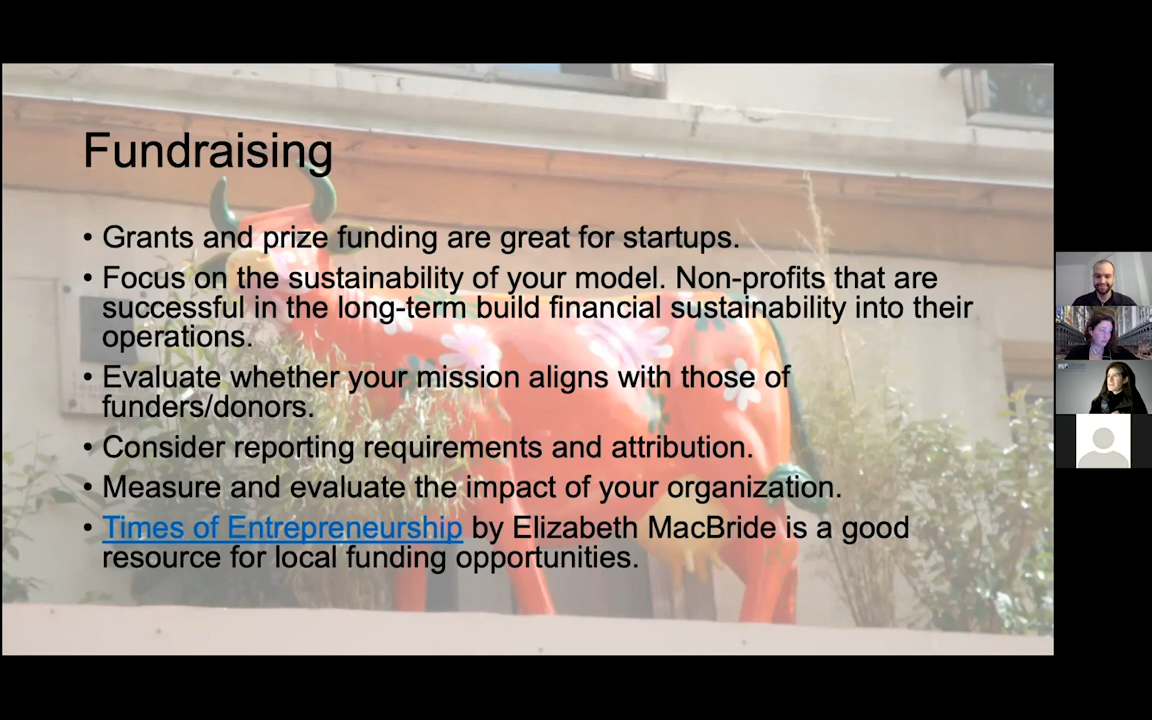 Fundraising
• Grants and prize funding are great for startups.
• Focus on the sustainability of your model. Non-profits that are
successful in the long-term build financial sustainability into their
operations.
• Evaluate whether your mission aligns with those of
funders/donors.
• Consider reporting requirements and attribution.
• Measure and evaluate the impact of your organization.
• Times of Entrepreneurship by Elizabeth MacBride is a good
resource for local funding opportunities.